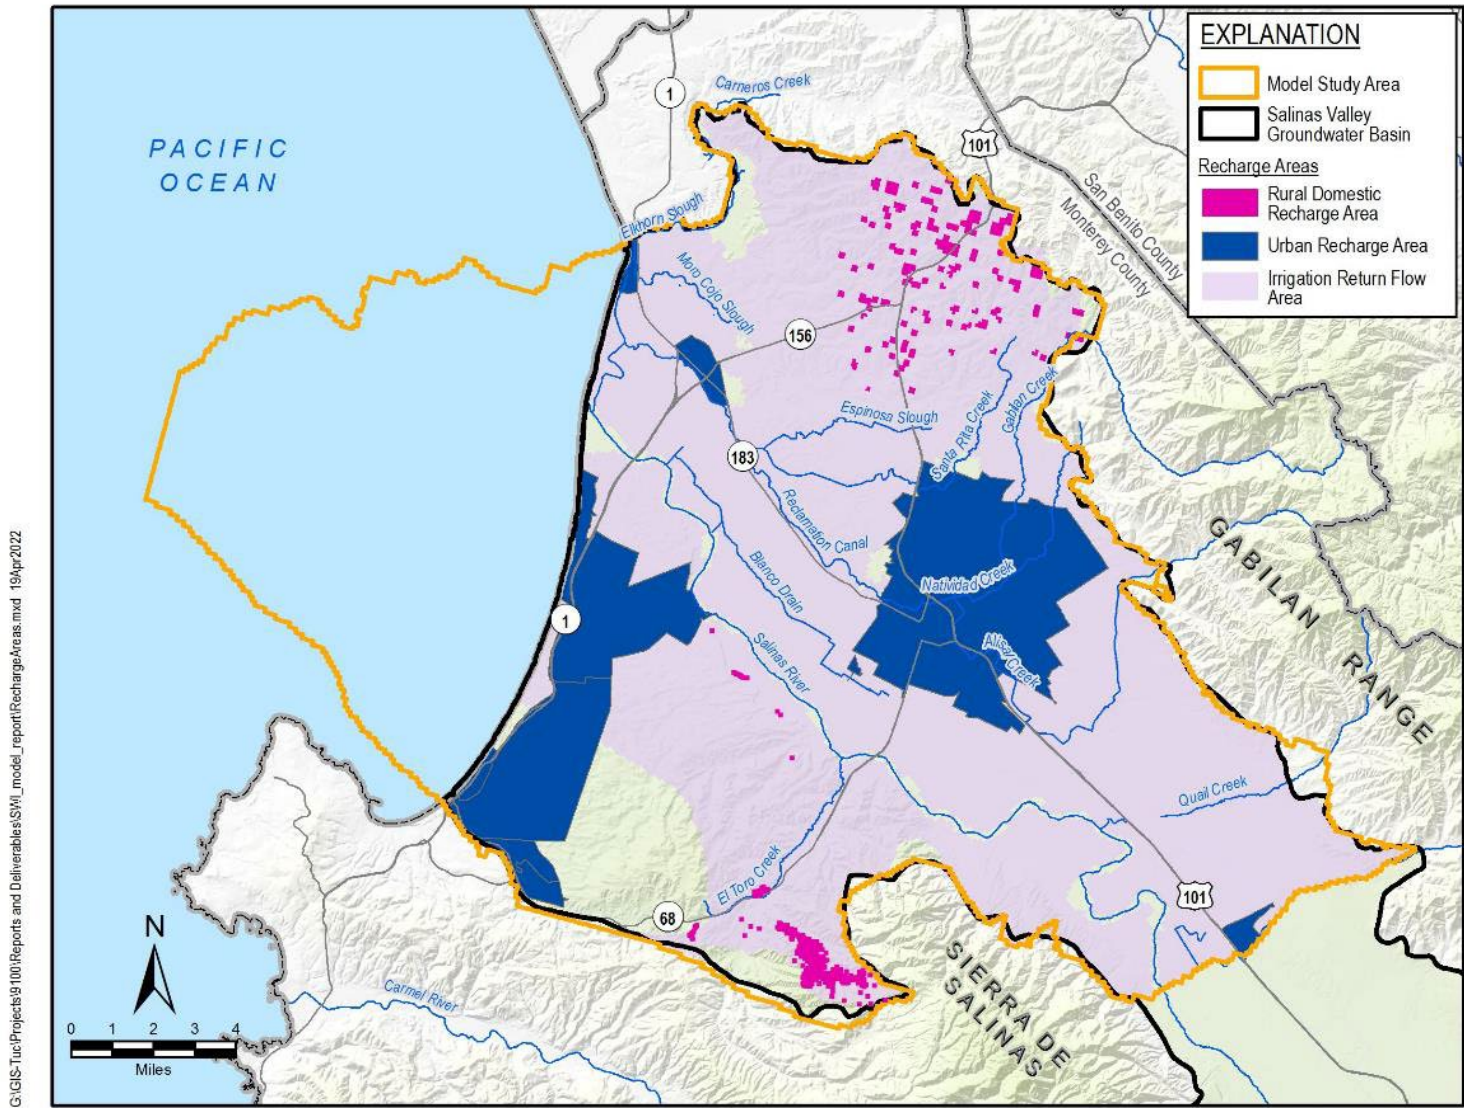 EXPLANATION
Model Study Area
Salinas Valley
Groundwater Basin
Recharge Areas
Rural Domestic
Recharge Area
Urban Recharge Area
Irrigation Return Flow
Area
PACIFIC
OCEAN
Carneros Creek
1
101
San Benito County
Monterey County
Elkhorn Slough
Moro Cojo Slough
156
Espinosa Slough
Santa Rita Creek
Gabilan Creek
183
Reclamation Canal
Blanco Drain
Natividad Creek
Alisal Creek
GABILAN RANGE
1
Salinas River
Quail Creek
El Toro Creek
68
101
SIERRA DE
SALINAS
Carmel River
N
0 1 2 3 4
Miles
G:\GIS-Tuc\Projects\9100\Reports and Deliverables\SWI_model_report\RechargeAreas.mxd 19Apr2022